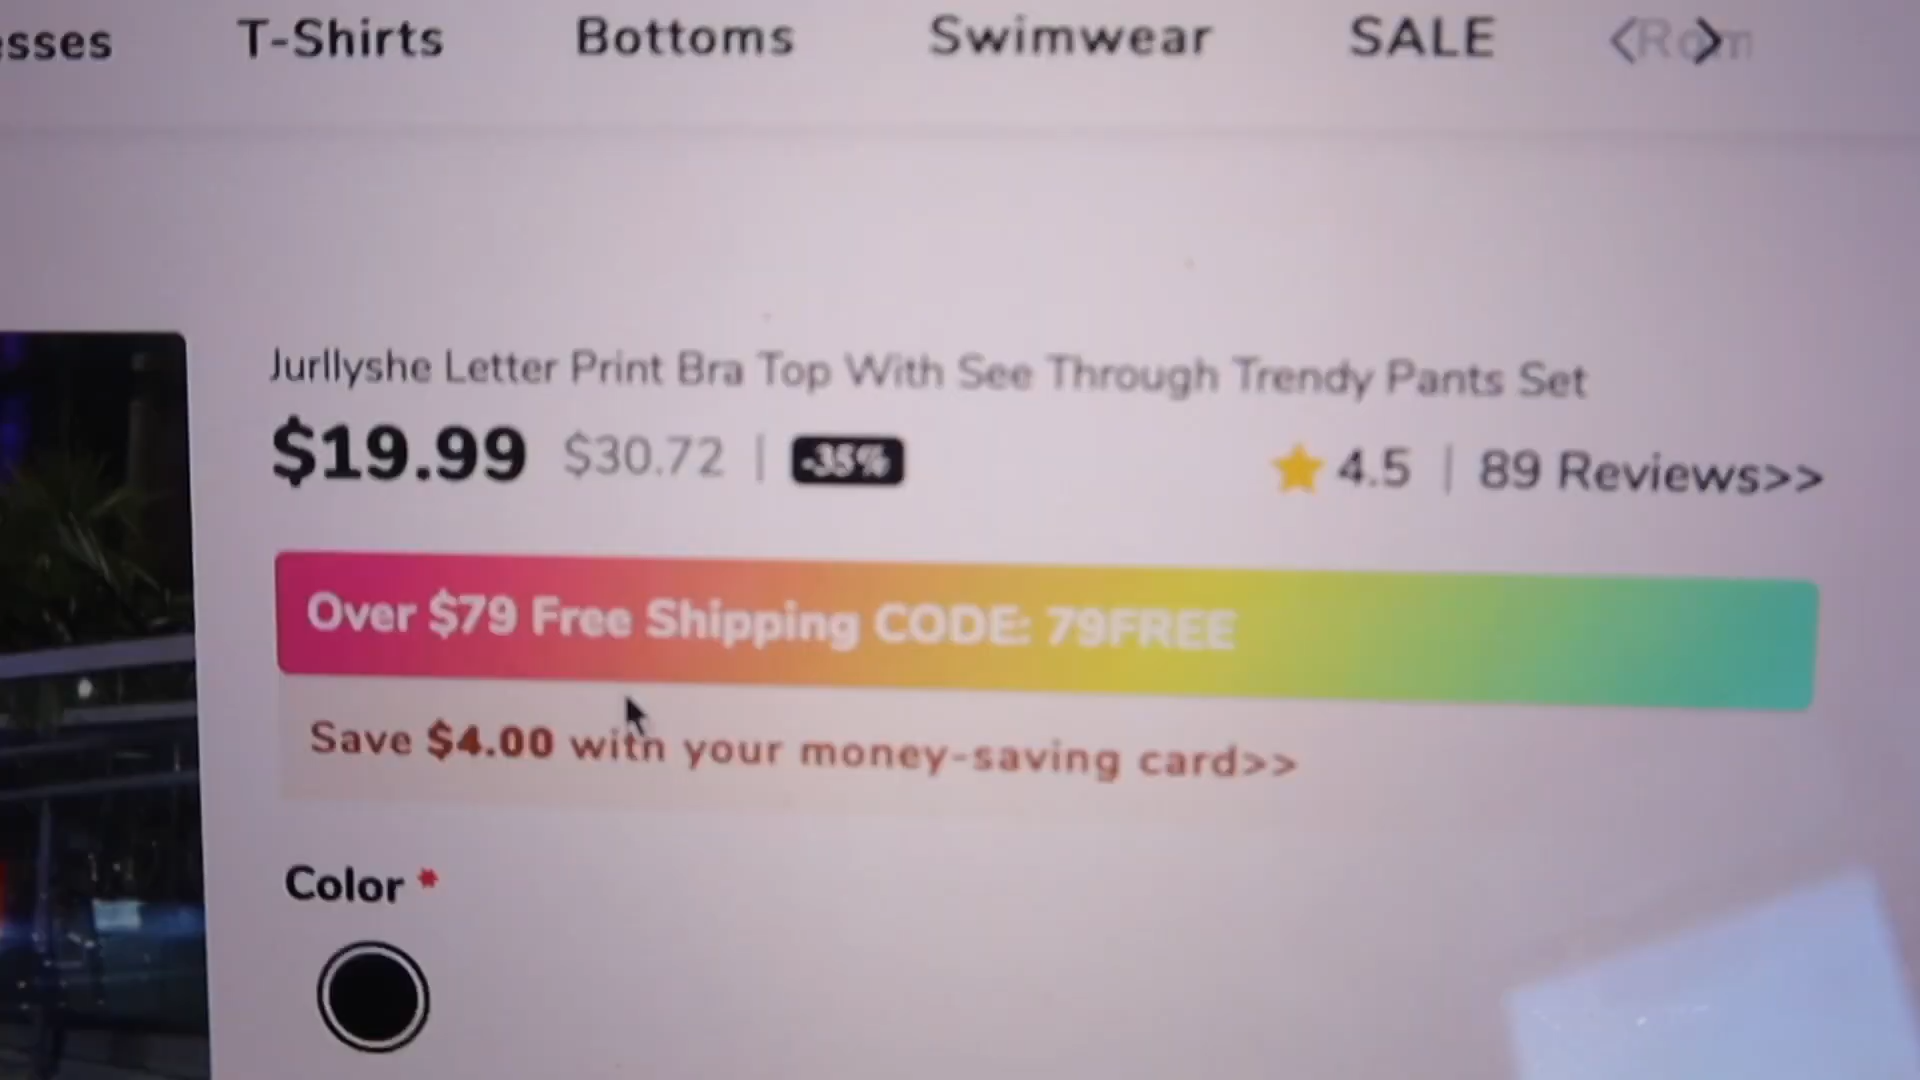 sses T-Shirts Bottoms Swimwear SALE
Jurllyshe Letter Print Bra Top With See Through Trendy Pants Set
$19.99 $30.72 | -35% 4.5 | 89 Reviews>>
Over $79 Free Shipping CODE: 79FREE
Save $4.00 with your money-saving card>>
Color *